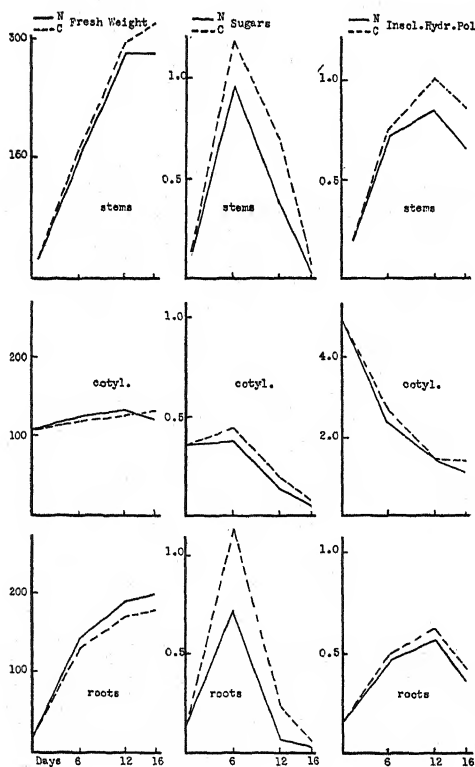 N
C Fresh Weight
N
C Sugars
N
C Insol.Hydr.Pol
300
160
stems
1.0
0.5
stems
1.0
0.5
stems
200
100
cotyl.
1.0
0.5
cotyl.
4.0
2.0
cotyl.
200
100
roots
Days 6 12 16
1.0
0.5
roots
6 12 16
1.0
0.5
roots
6 12 16